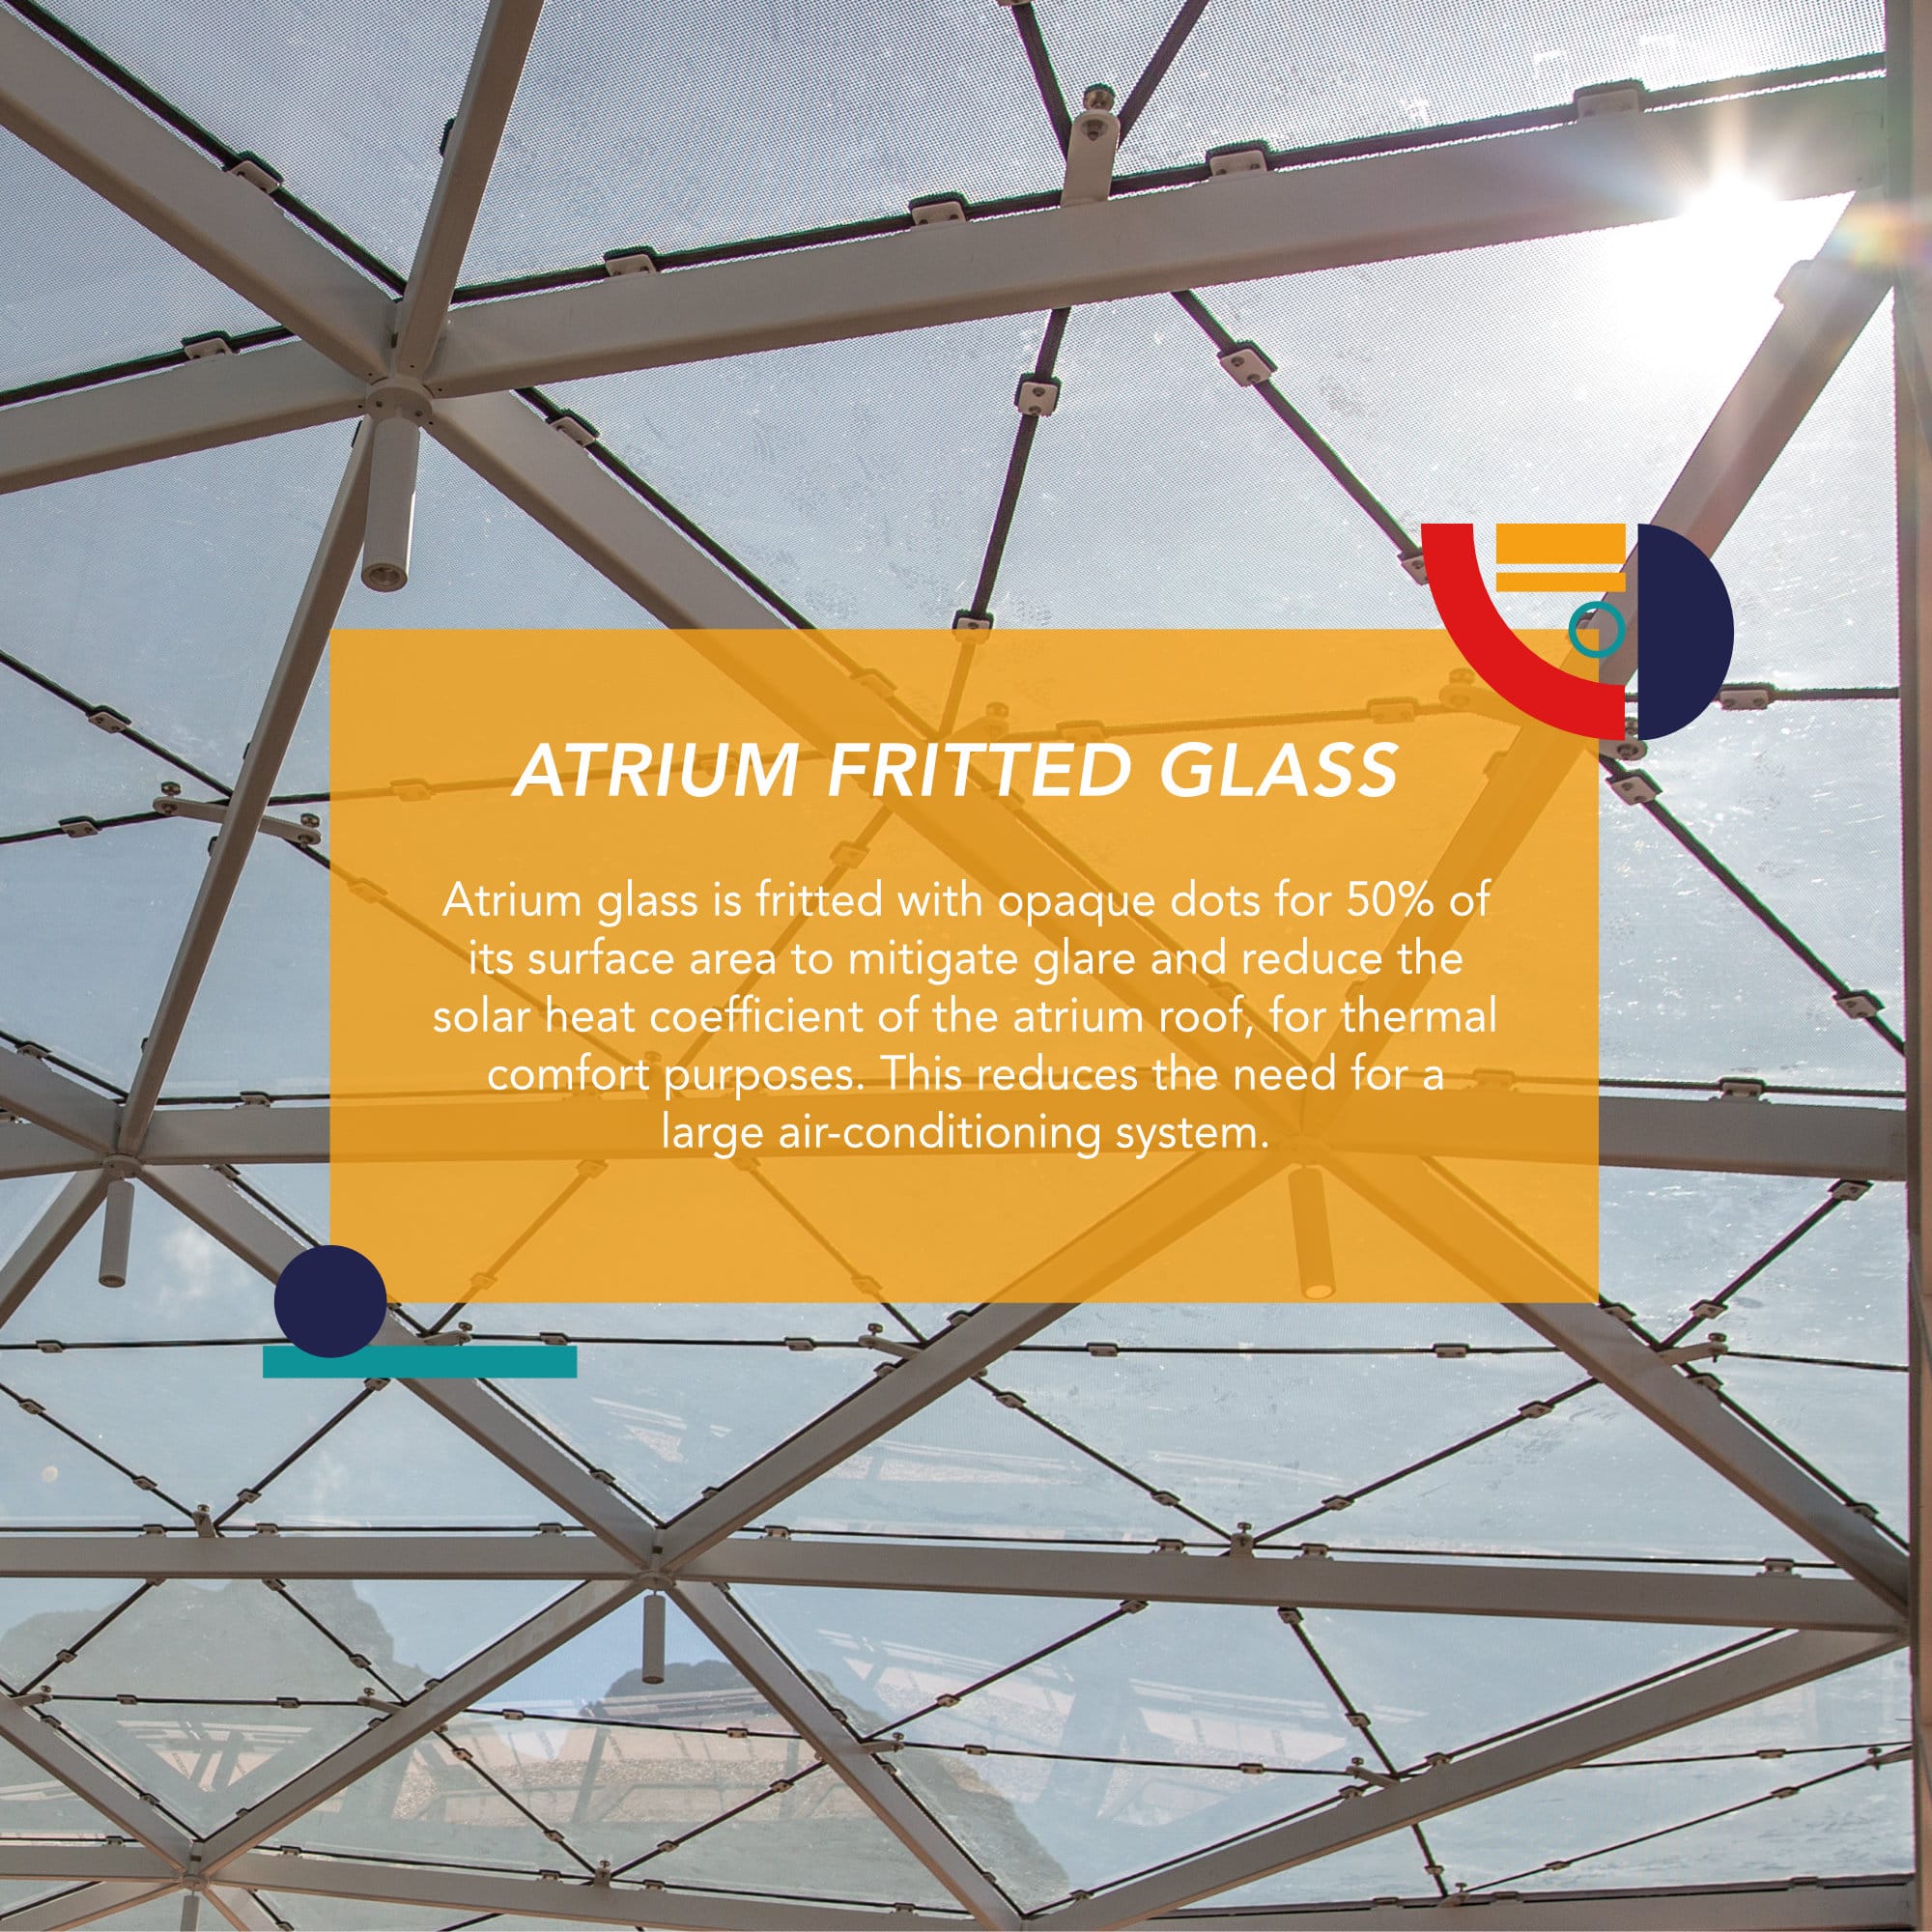 ATRIUM FRITTED GLASS
Atrium glass is fritted with opaque dots for 50% of
its surface area to mitigate glare and reduce the
solar heat coefficient of the atrium roof, for thermal
comfort purposes. This reduces the need for a
large air-conditioning system.